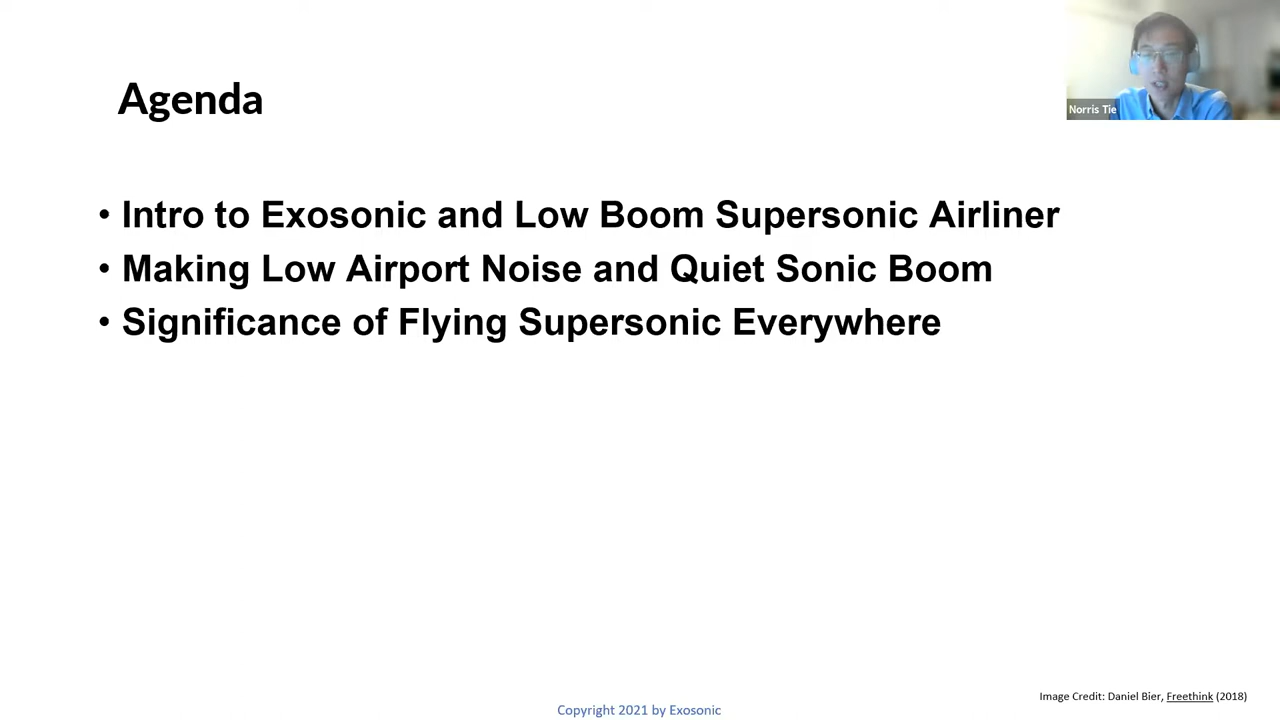 Agenda
Norris Tie
• Intro to Exosonic and Low Boom Supersonic Airliner
• Making Low Airport Noise and Quiet Sonic Boom
• Significance of Flying Supersonic Everywhere
Image Credit: Daniel Bier, Freethink (2018)
Copyright 2021 by Exosonic